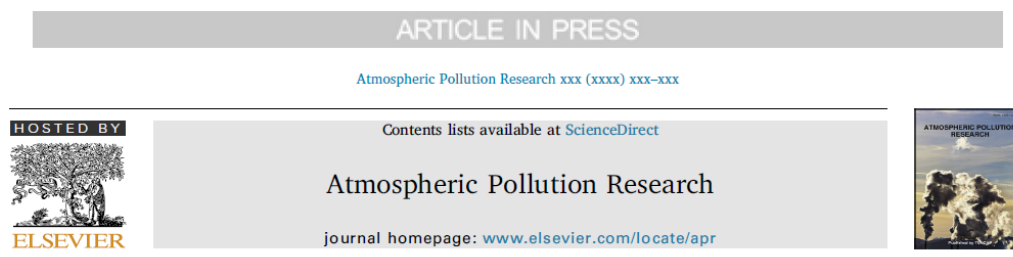 ARTICLE IN PRESS
Atmospheric Pollution Research xxx (xxxx) xxx–xxx
HOSTED BY
ELSEVIER
Contents lists available at ScienceDirect
Atmospheric Pollution Research
journal homepage: www.elsevier.com/locate/apr
ATMOSPHERIC POLLUTION
RESEARCH